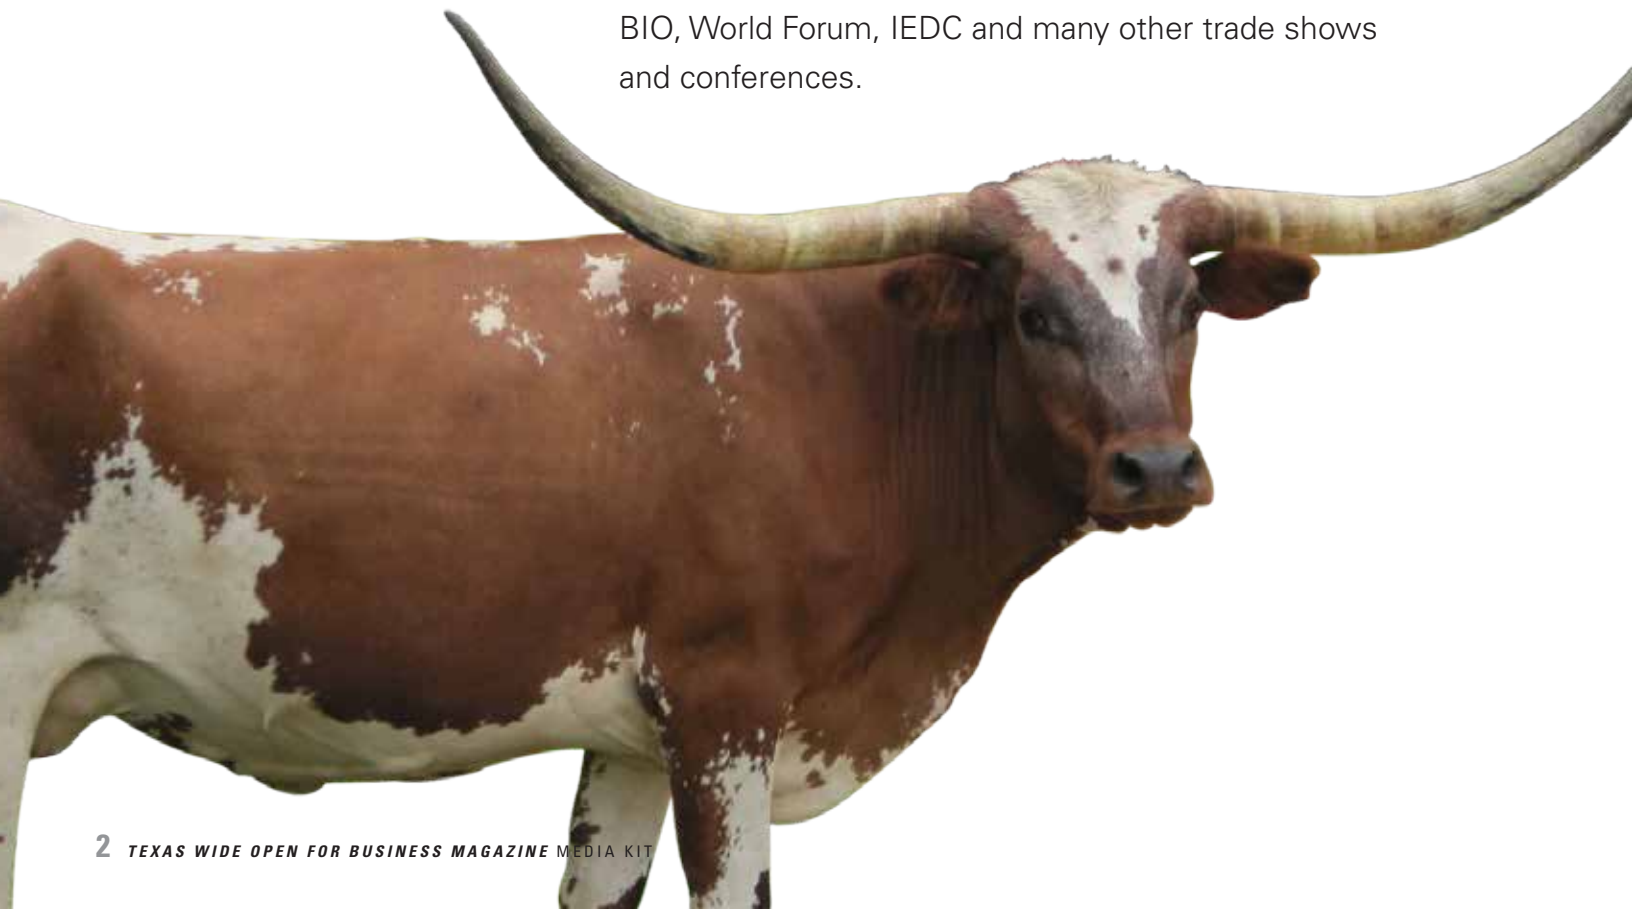 BIO, World Forum, IEDC and many other trade shows
and conferences.
2 TEXAS WIDE OPEN FOR BUSINESS MAGAZINE MEDIA KIT